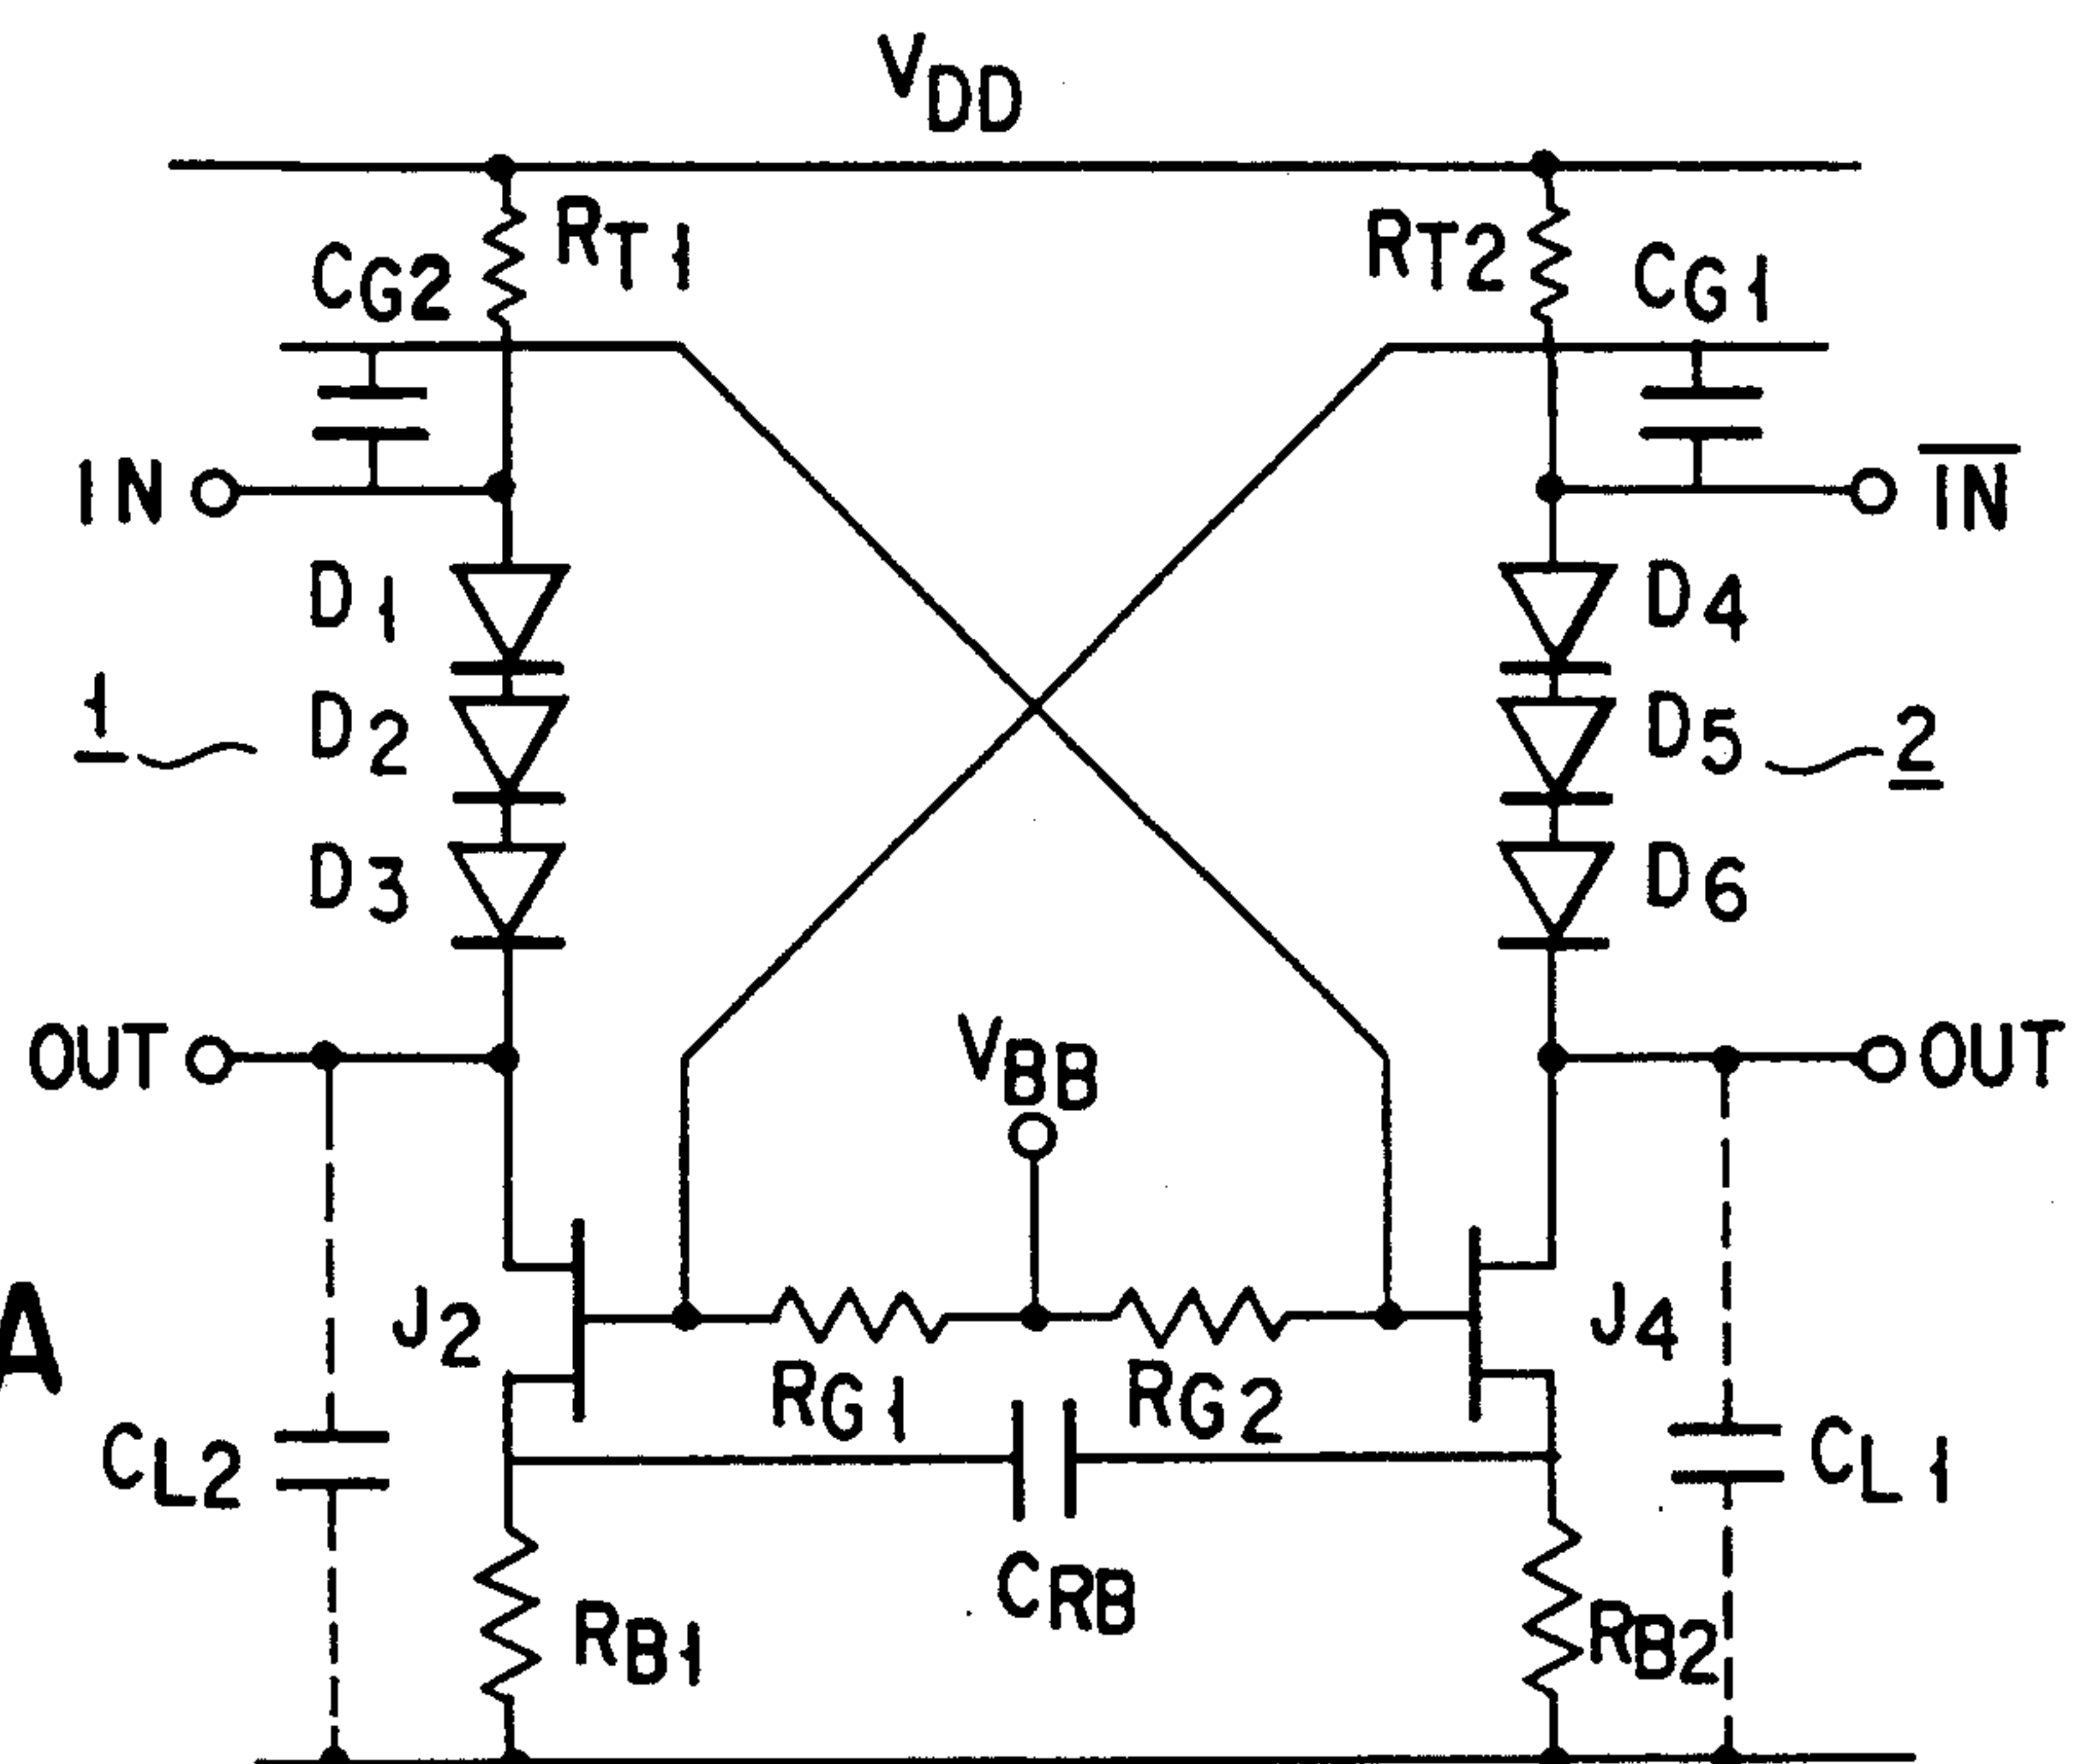 VDD
RT1
RT2
CG2
CG1
IN
IN
D1
D4
1
D2
D5
2
D3
D6
OUT
VBB
OUT
J2
J4
A
RG1
RG2
CL2
CL1
CRB
RB1
RB2